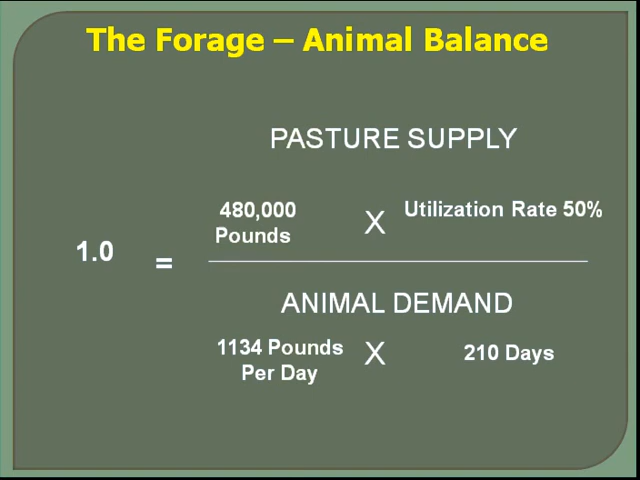 The Forage – Animal Balance
PASTURE SUPPLY
480,000
Pounds
X
Utilization Rate 50%
1.0
=
ANIMAL DEMAND
1134 Pounds
Per Day
X
210 Days